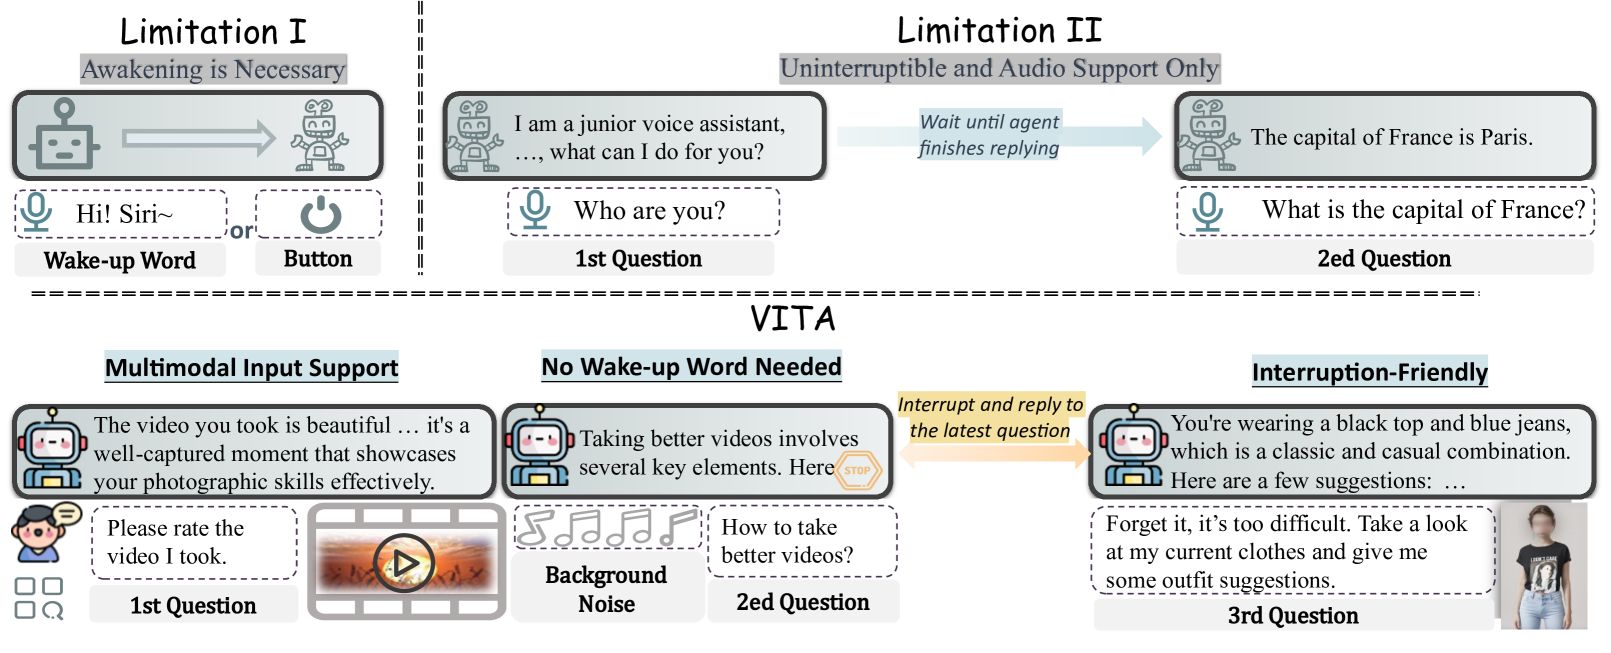 Limitation I
Awakening is Necessary
Hi! Siri~
or
Wake-up Word
Button
Limitation II
Uninterruptible and Audio Support Only
I am a junior voice assistant,
…, what can I do for you?
Wait until agent
finishes replying
The capital of France is Paris.
Who are you?
What is the capital of France?
1st Question
2ed Question
VITA
Multimodal Input Support
The video you took is beautiful … it's a
well-captured moment that showcases
your photographic skills effectively.
Please rate the
video I took.
1st Question
No Wake-up Word Needed
Taking better videos involves
several key elements. Here
STOP
Background
Noise
How to take
better videos?
2ed Question
Interrupt and reply to
the latest question
Interruption-Friendly
You're wearing a black top and blue jeans,
which is a classic and casual combination.
Here are a few suggestions: …
Forget it, it’s too difficult. Take a look
at my current clothes and give me
some outfit suggestions.
3rd Question